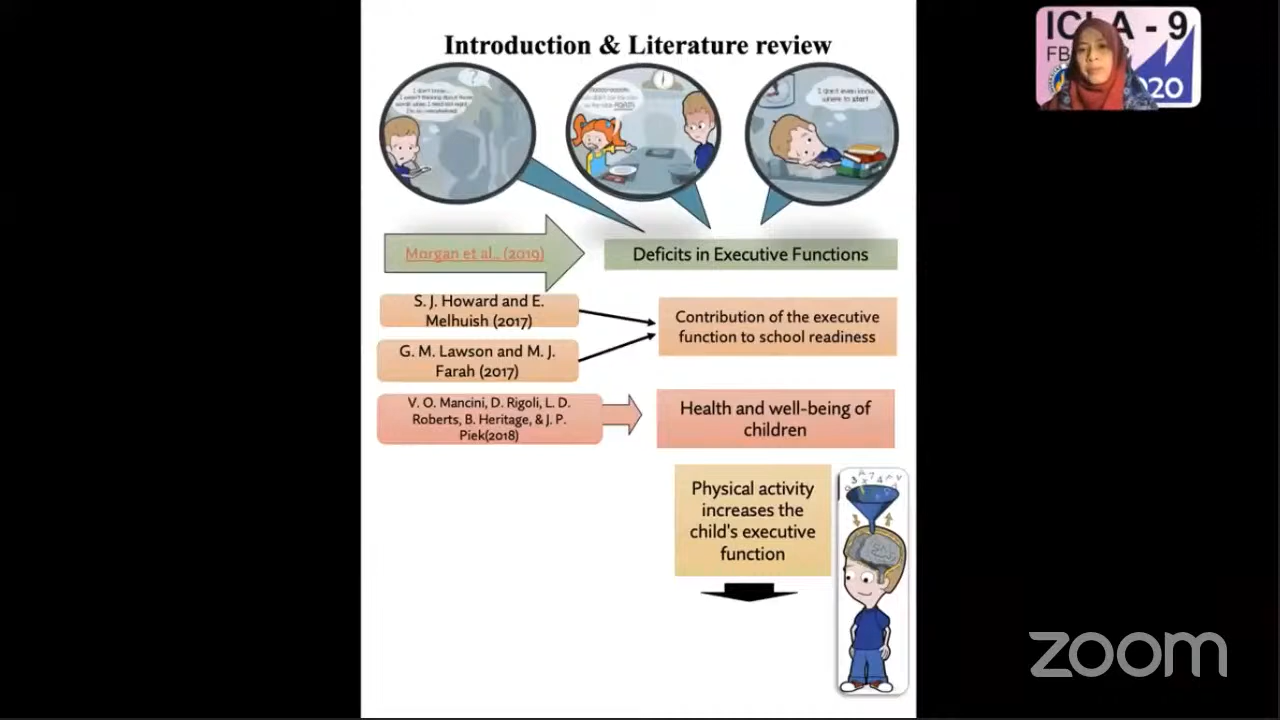 Introduction & Literature review
I don't know...
I don't even know
where to start
Morgan et al., (2019)
Deficits in Executive Functions
S. J. Howard and E.
Melhuish (2017)
Contribution of the executive
function to school readiness
G. M. Lawson and M. J.
Farah (2017)
V. O. Mancini, D. Rigoli, L. D.
Roberts, B. Heritage, & J. P.
Piek(2018)
Health and well-being of
children
Physical activity
increases the
child's executive
function
- 9
zoom